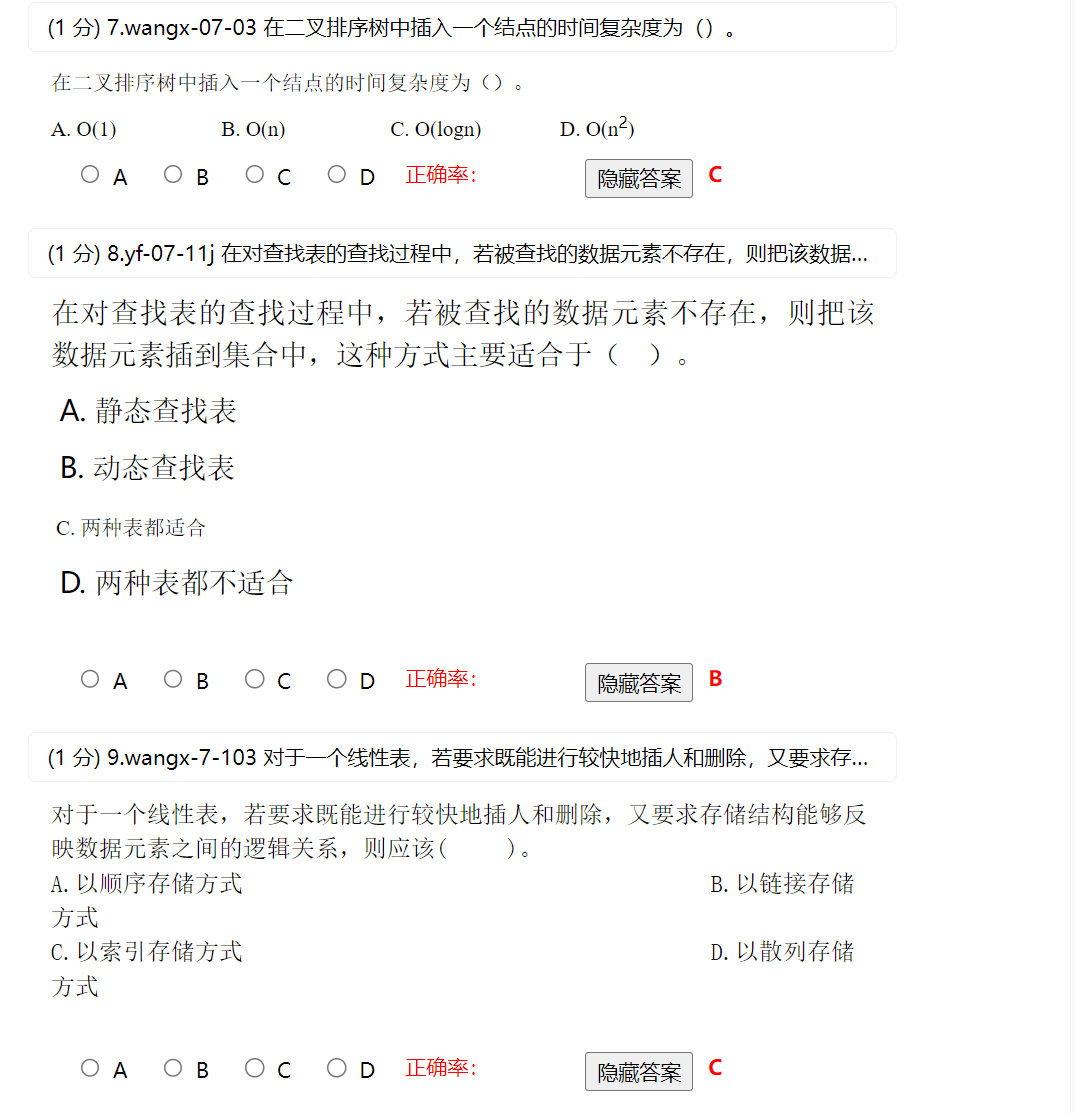 (1 分) 7.wangx-07-03 在二叉排序树中插入一个结点的时间复杂度为（）。
在二叉排序树中插入一个结点的时间复杂度为（）。
A. O(1) B. O(n) C. O(logn) D. O(n²)
A B C D 正确率： 隐藏答案 C
(1 分) 8.yf-07-11j 在对查找表的查找过程中，若被查找的数据元素不存在，则把该数据...
在对查找表的查找过程中，若被查找的数据元素不存在，则把该
数据元素插到集合中，这种方式主要适合于（ ）。
A. 静态查找表
B. 动态查找表
C. 两种表都适合
D. 两种表都不适合
A B C D 正确率： 隐藏答案 B
(1 分) 9.wangx-7-103 对于一个线性表，若要求既能进行较快地插人和删除，又要求存...
对于一个线性表，若要求既能进行较快地插人和删除，又要求存储结构能够反
映数据元素之间的逻辑关系，则应该( )。
A. 以顺序存储方式 B. 以链接存储
方式
C. 以索引存储方式 D. 以散列存储
方式
A B C D 正确率： 隐藏答案 C